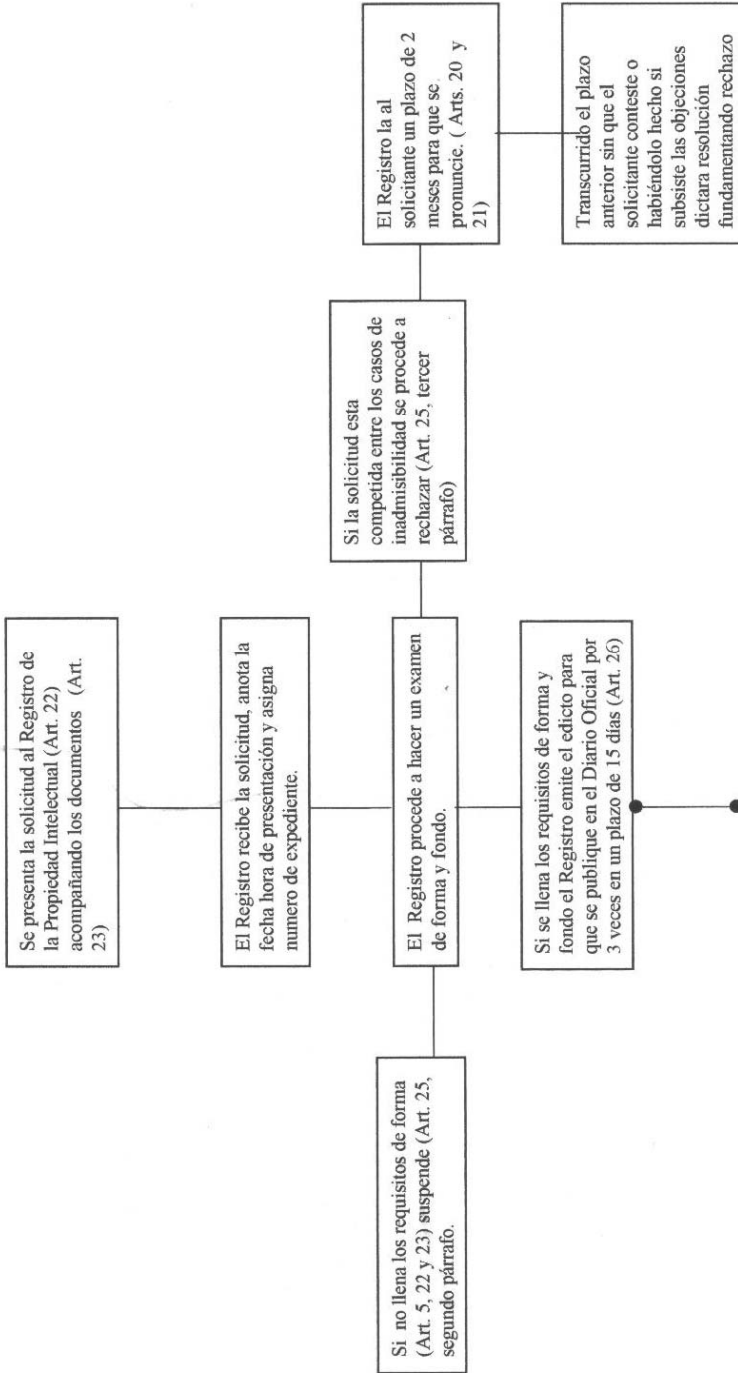 Se presenta la solicitud al Registro de
la Propiedad Intelectual (Art. 22)
acompañando los documentos (Art.
23)
El Registro recibe la solicitud, anota la
fecha hora de presentación y asigna
numero de expediente.
Si no llena los requisitos de forma
(Art. 5, 22 y 23) suspende (Art. 25,
segundo párrafo.
El Registro procede a hacer un examen
de forma y fondo.
Si la solicitud esta
competida entre los casos de
inadmisibilidad se procede a
rechazar (Art. 25, tercer
párrafo)
El Registro la al
solicitante un plazo de 2
meses para que se
pronuncie. ( Arts. 20 y
21)
Si se llena los requisitos de forma y
fondo el Registro emite el edicto para
que se publique en el Diario Oficial por
3 veces en un plazo de 15 días (Art. 26)
Transcurrido el plazo
anterior sin que el
solicitante conteste o
habiéndolo hecho si
subsiste las objeciones
dictara resolución
fundamentando rechazo